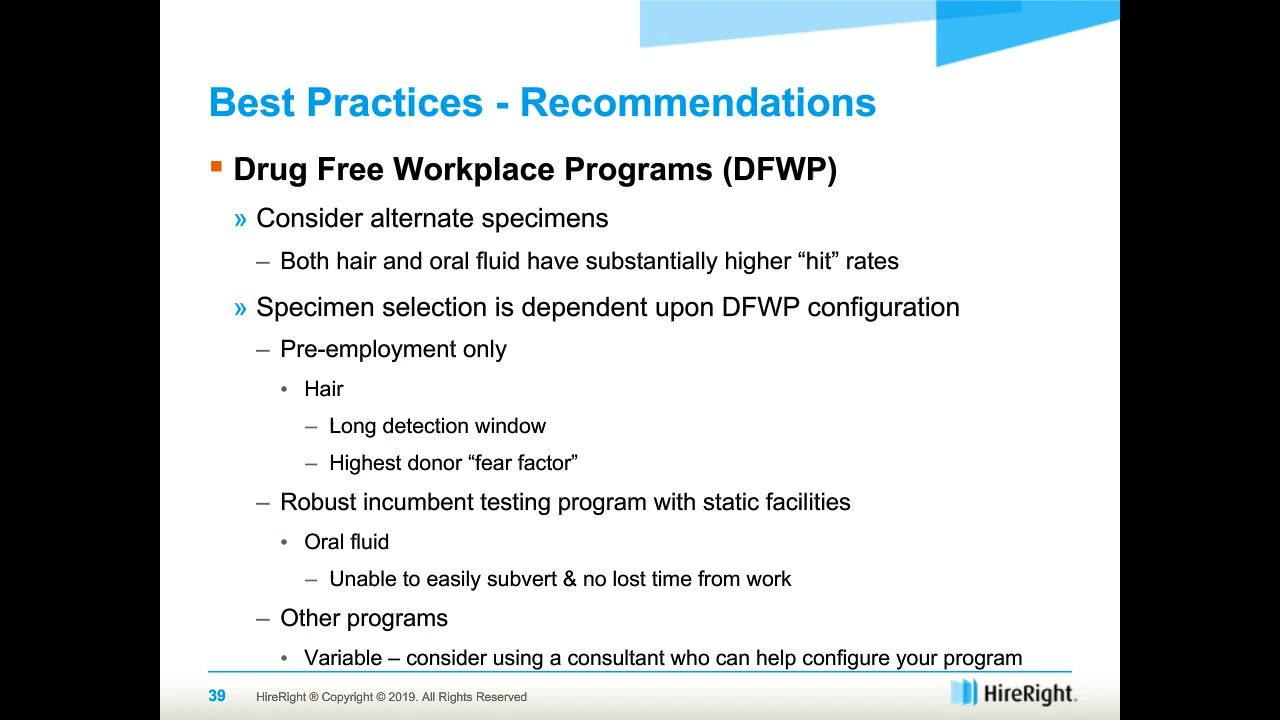 Best Practices - Recommendations
▪ Drug Free Workplace Programs (DFWP)
» Consider alternate specimens
– Both hair and oral fluid have substantially higher “hit” rates
» Specimen selection is dependent upon DFWP configuration
– Pre-employment only
• Hair
– Long detection window
– Highest donor “fear factor”
– Robust incumbent testing program with static facilities
• Oral fluid
– Unable to easily subvert & no lost time from work
– Other programs
• Variable – consider using a consultant who can help configure your program
39 HireRight ® Copyright © 2019. All Rights Reserved
HireRight.